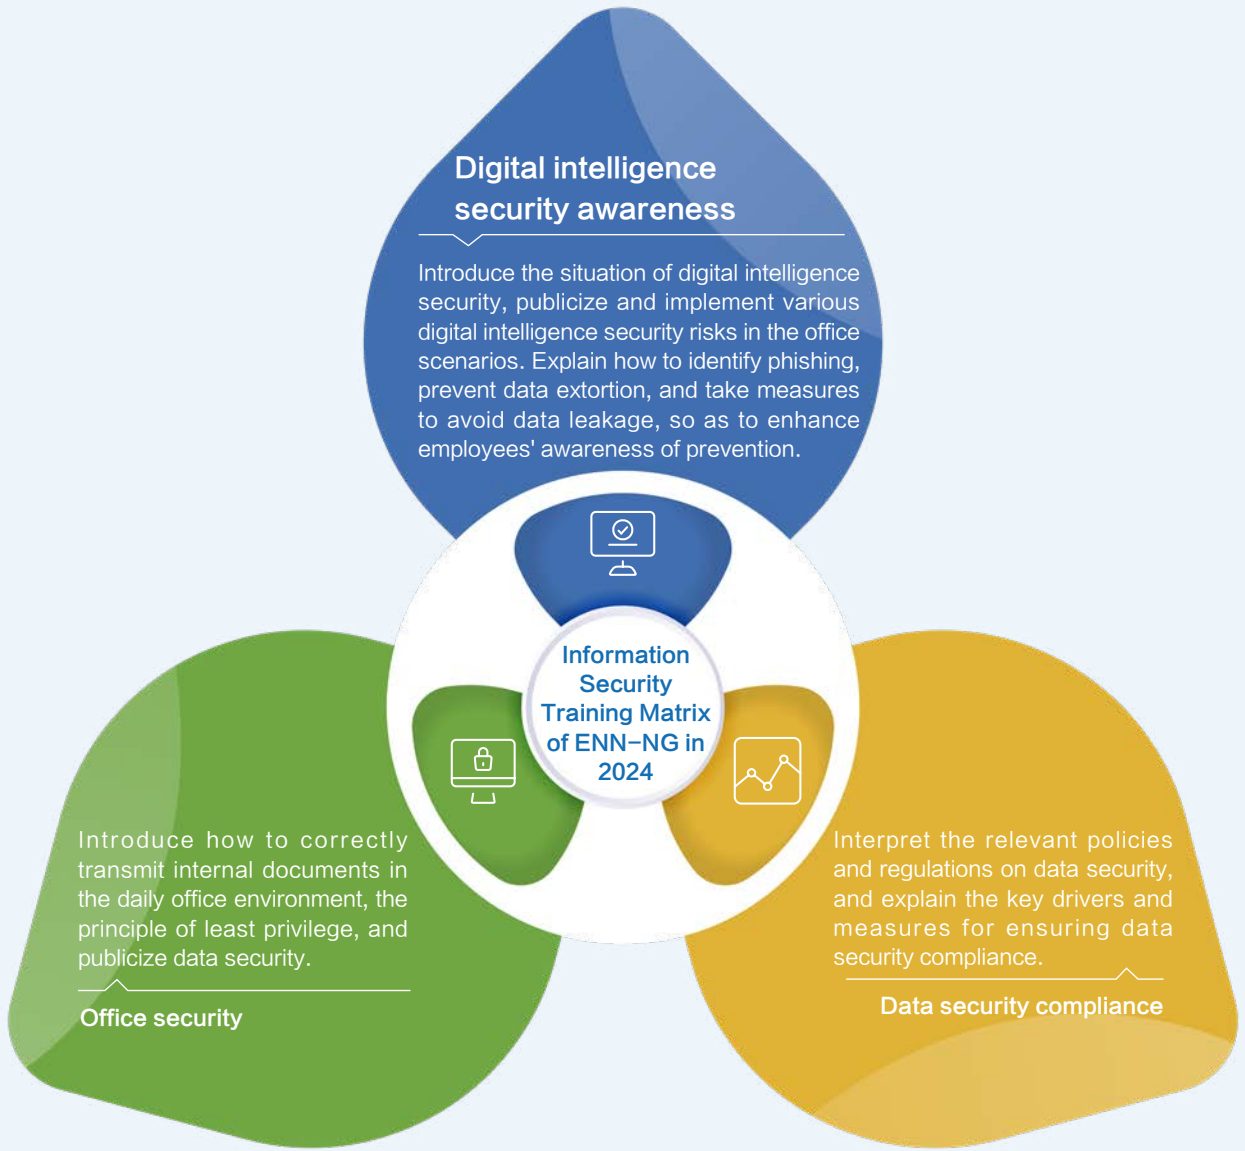 Digital intelligence
security awareness
Introduce the situation of digital intelligence
security, publicize and implement various
digital intelligence security risks in the office
scenarios. Explain how to identify phishing,
prevent data extortion, and take measures
to avoid data leakage, so as to enhance
employees' awareness of prevention.
Information
Security
Training Matrix
of ENN-NG in
2024
Introduce how to correctly
transmit internal documents in
the daily office environment, the
principle of least privilege, and
publicize data security.
Office security
Interpret the relevant policies
and regulations on data security,
and explain the key drivers and
measures for ensuring data
security compliance.
Data security compliance